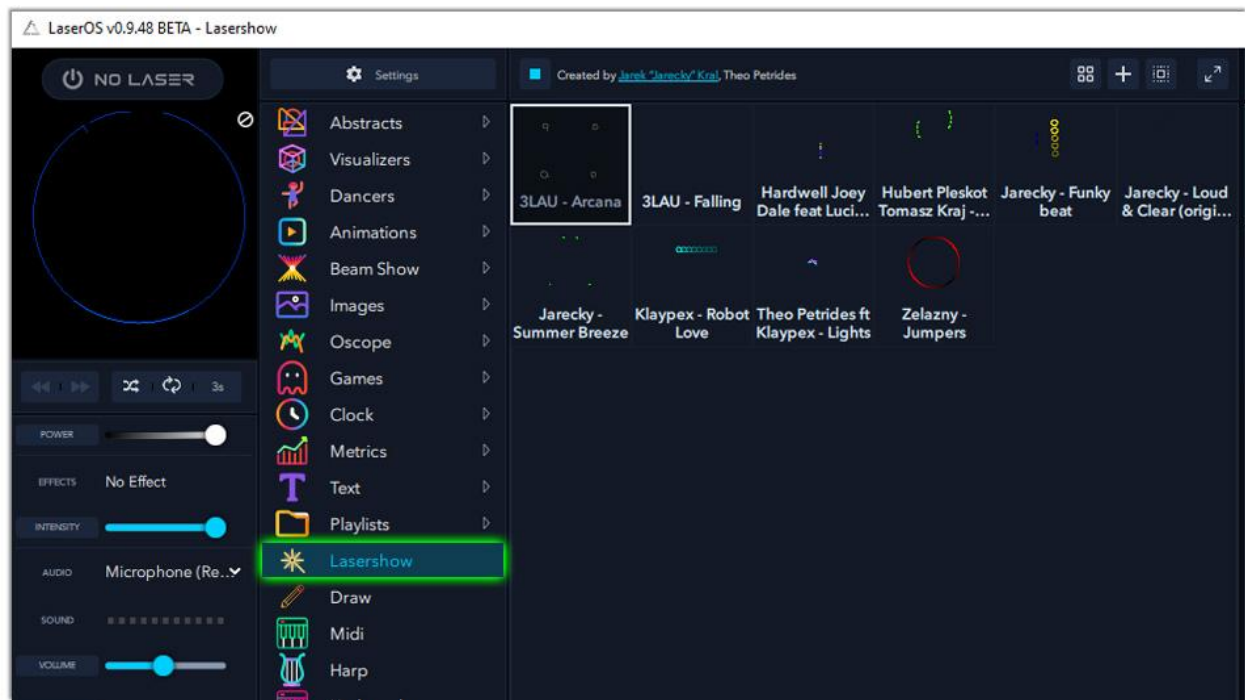 LaserOS v0.9.48 BETA - Lasershow
NO LASER
Settings
Created by Jarek "Jarecky" Kral, Theo Petrides
3s
POWER
EFFECTS No Effect
INTENSITY
AUDIO Microphone (Re...
SOUND
VOLUME
Abstracts
Visualizers
Dancers
Animations
Beam Show
Images
Oscope
Games
Clock
Metrics
Text
Playlists
Lasershow
Draw
Midi
Harp
3LAU - Arcana
3LAU - Falling
Hardwell Joey
Dale feat Luci...
Hubert Pleskot
Tomasz Kraj -...
Jarecky - Funky
beat
Jarecky - Loud
& Clear (origi...
Jarecky -
Summer Breeze
Klaypex - Robot
Love
Theo Petrides ft
Klaypex - Lights
Zelazny -
Jumpers